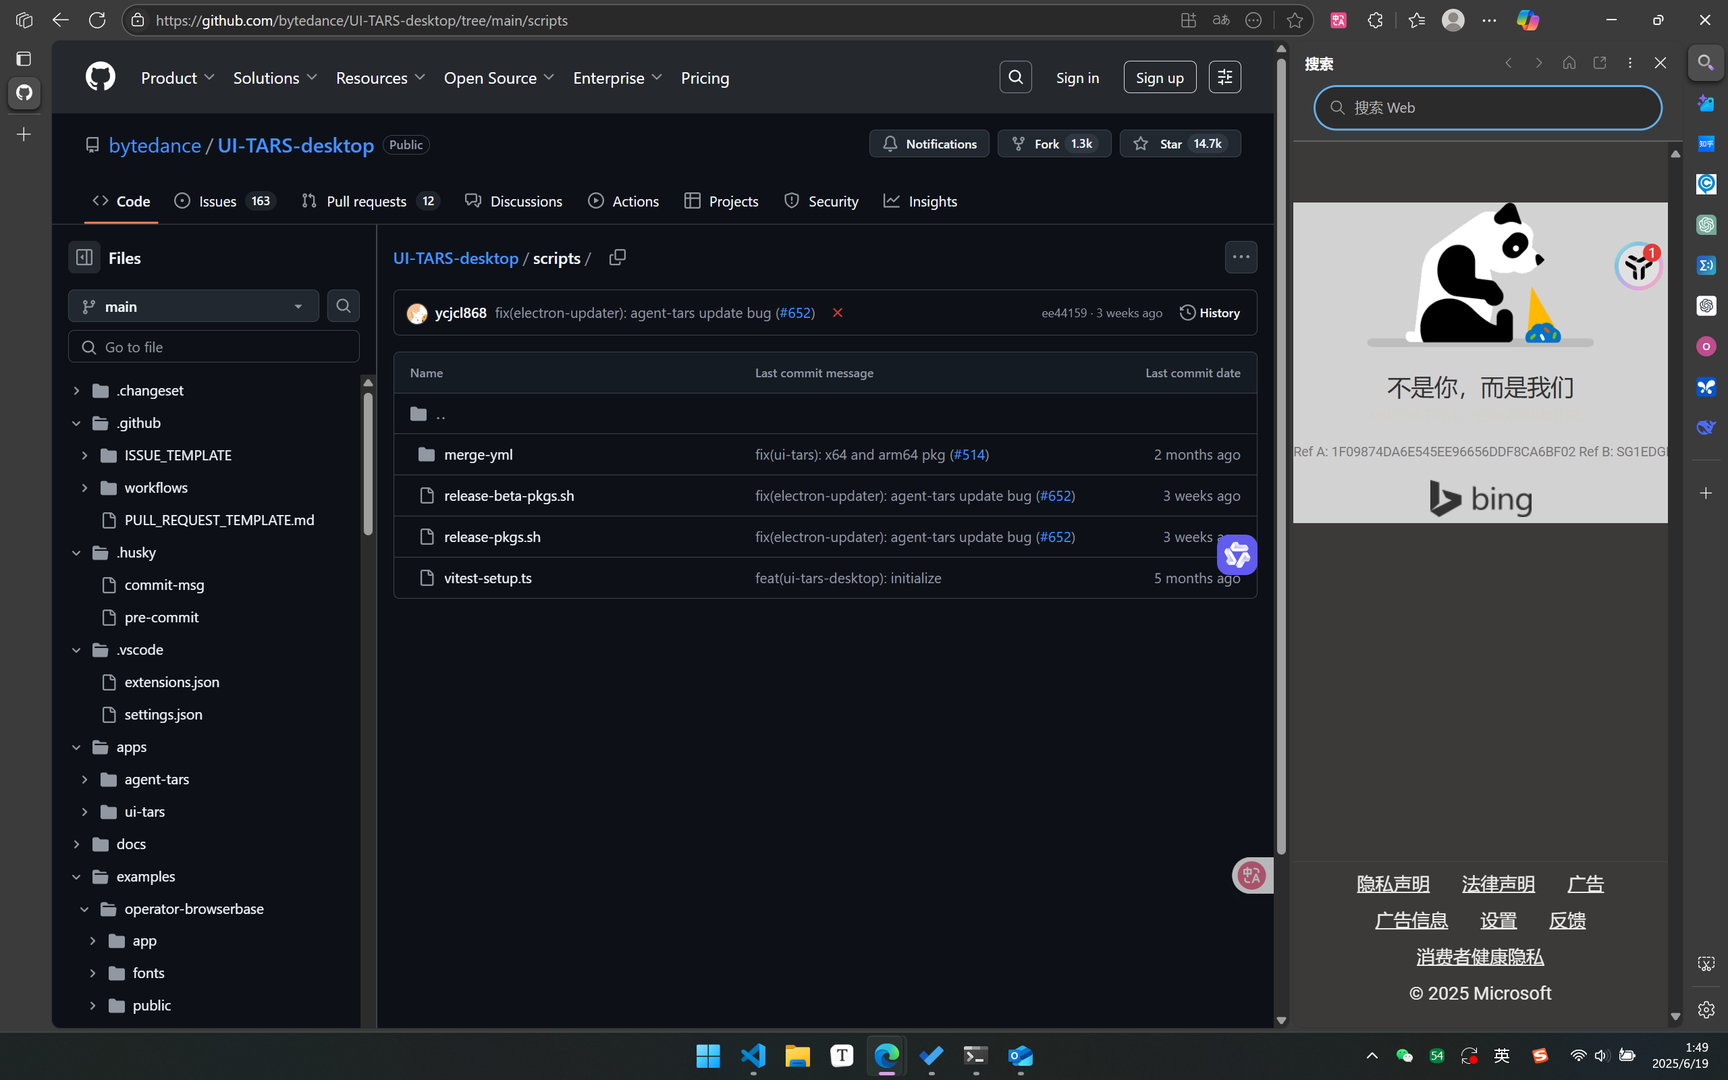 https://github.com/bytedance/UI-TARS-desktop/tree/main/scripts
Product
Solutions
Resources
Open Source
Enterprise
Pricing
Sign in
Sign up
bytedance / UI-TARS-desktop
Public
Notifications
Fork 1.3k
Star 14.7k
Code
Issues 163
Pull requests 12
Discussions
Actions
Projects
Security
Insights
Files
main
Go to file
.changeset
.github
ISSUE_TEMPLATE
workflows
PULL_REQUEST_TEMPLATE.md
.husky
commit-msg
pre-commit
.vscode
extensions.json
settings.json
apps
agent-tars
ui-tars
docs
examples
operator-browserbase
app
fonts
public
UI-TARS-desktop / scripts /
ycjcl868 fix(electron-updater): agent-tars update bug (#652)
ee44159 · 3 weeks ago
History
Name Last commit message Last commit date
..
merge-yml fix(ui-tars): x64 and arm64 pkg (#514) 2 months ago
release-beta-pkgs.sh fix(electron-updater): agent-tars update bug (#652) 3 weeks ago
release-pkgs.sh fix(electron-updater): agent-tars update bug (#652) 3 weeks
vitest-setup.ts feat(ui-tars-desktop): initialize 5 months ago
搜索
搜索 Web
1
不是你，而是我们
Ref A: 1F09874DA6E545EE96656DDF8CA6BF02 Ref B: SG1EDG
bing
隐私声明 法律声明 广告
广告信息 设置 反馈
消费者健康隐私
© 2025 Microsoft
54
英
1:49
2025/6/19